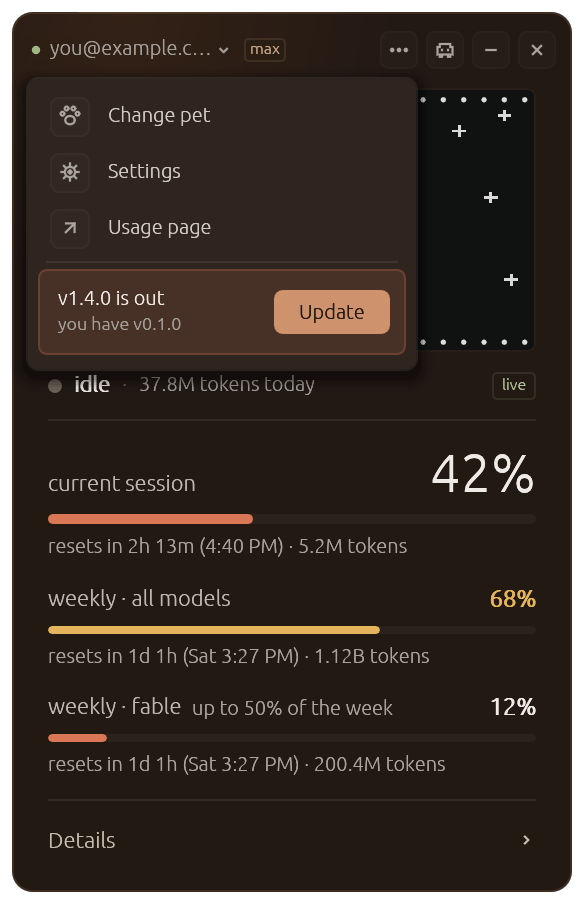 you@example.c…
max
Change pet
Settings
Usage page
v1.4.0 is out
you have v0.1.0
Update
idle · 37.8M tokens today
live
current session
42%
resets in 2h 13m (4:40 PM) · 5.2M tokens
weekly · all models
68%
resets in 1d 1h (Sat 3:27 PM) · 1.12B tokens
weekly · fable up to 50% of the week
12%
resets in 1d 1h (Sat 3:27 PM) · 200.4M tokens
Details